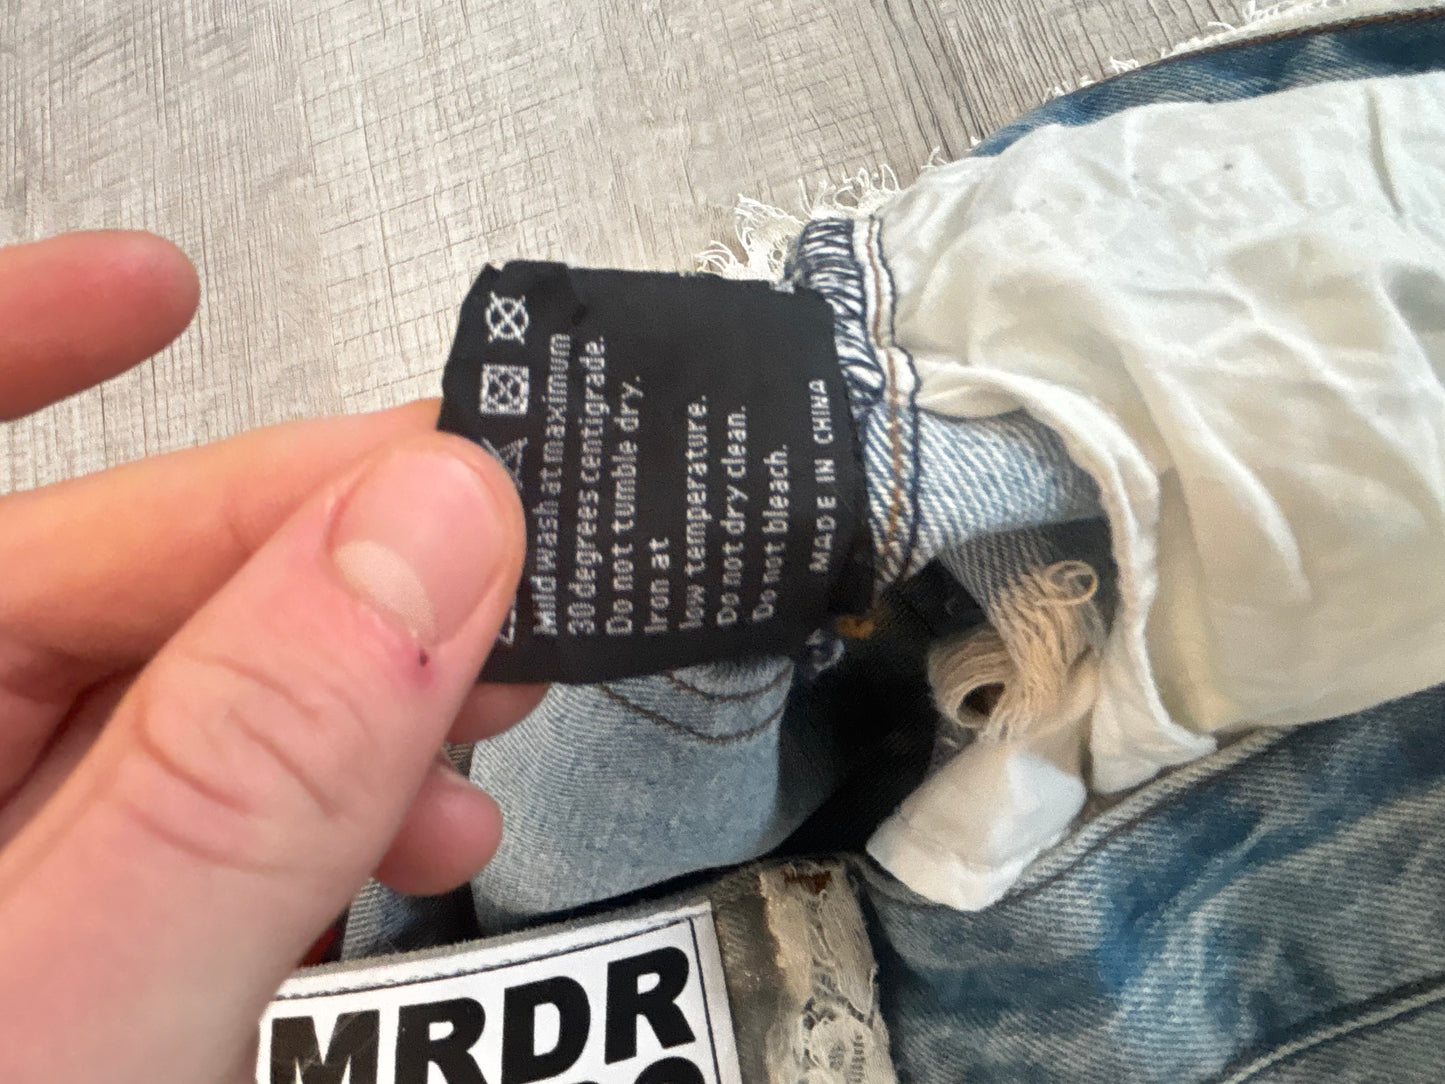 Mild wash at maximum
30 degrees centigrade.
Do not tumble dry.
Iron at
low temperature.
Do not dry clean.
Do not bleach.
MADE IN CHINA
MRDR